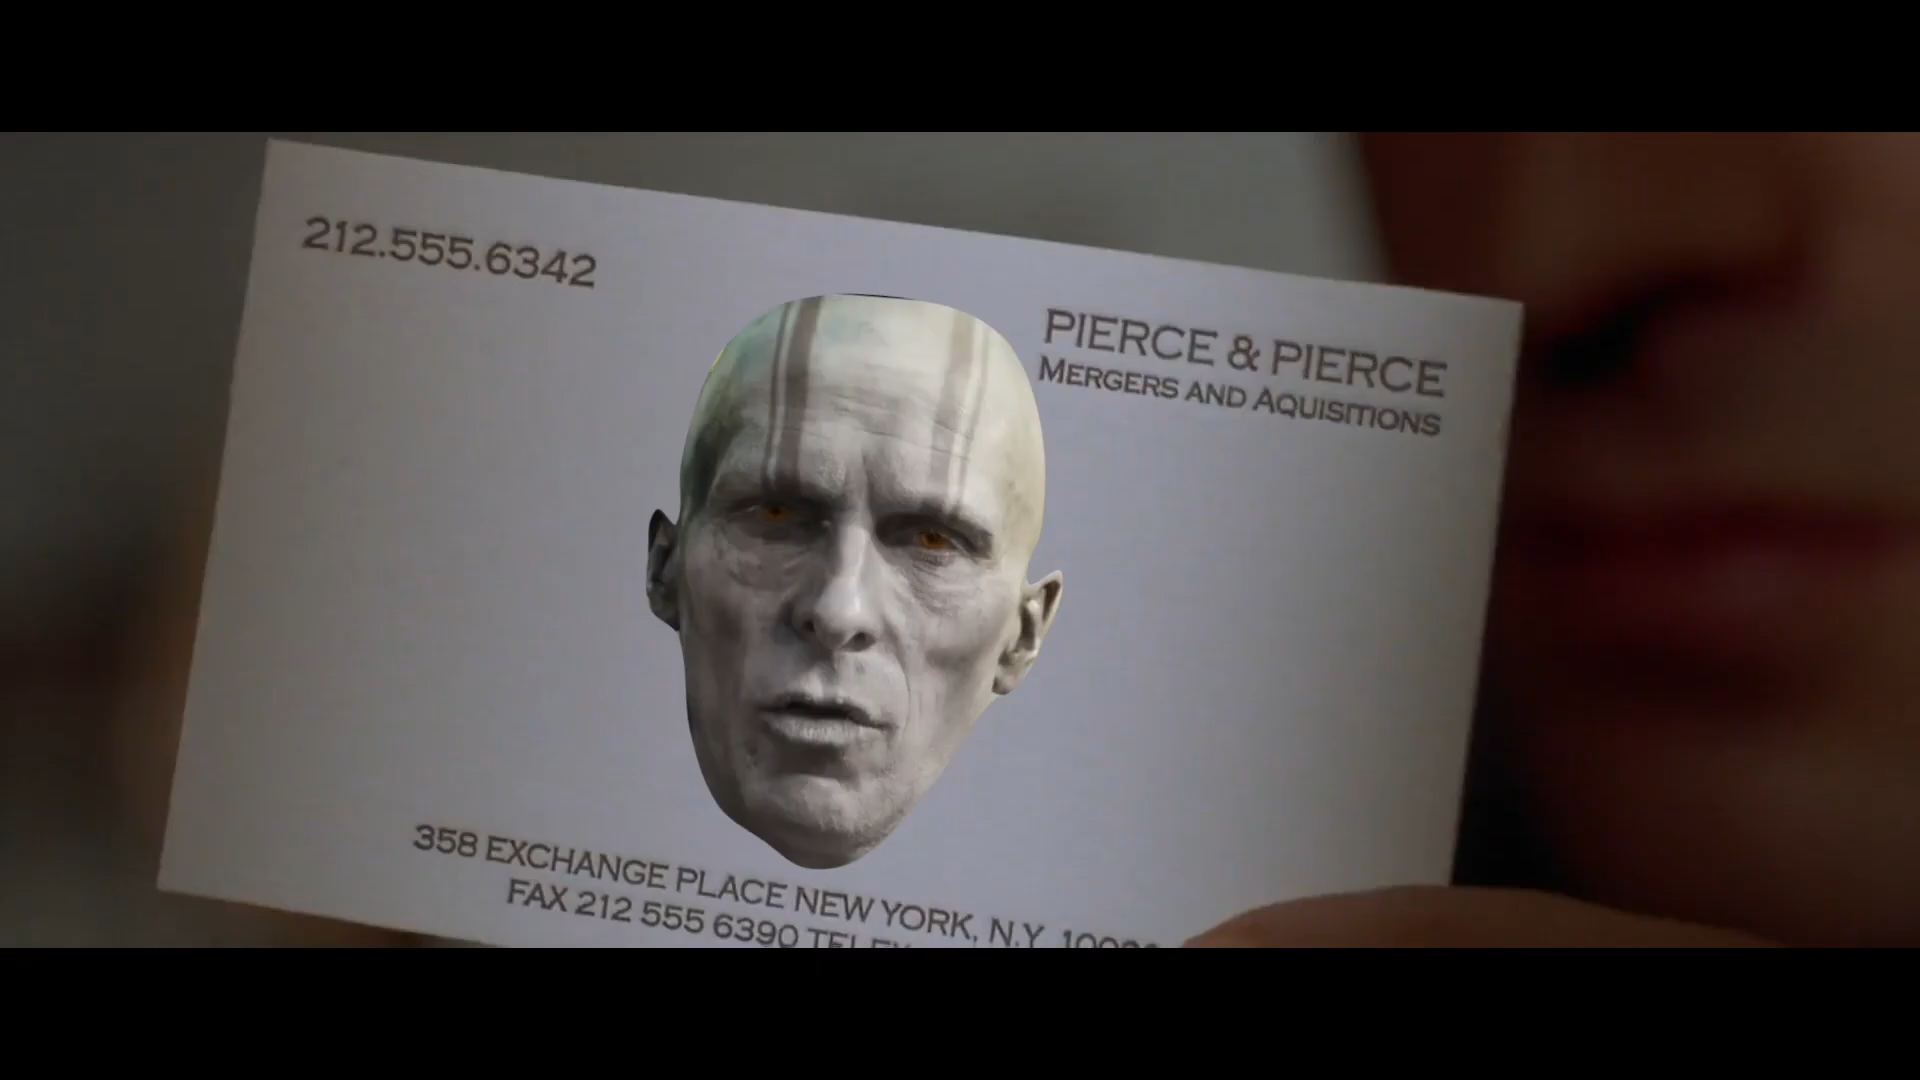 212.555.6342
PIERCE & PIERCE
MERGERS AND AQUISITIONS
358 EXCHANGE PLACE NEW YORK, N.Y.
FAX 212 555 6390